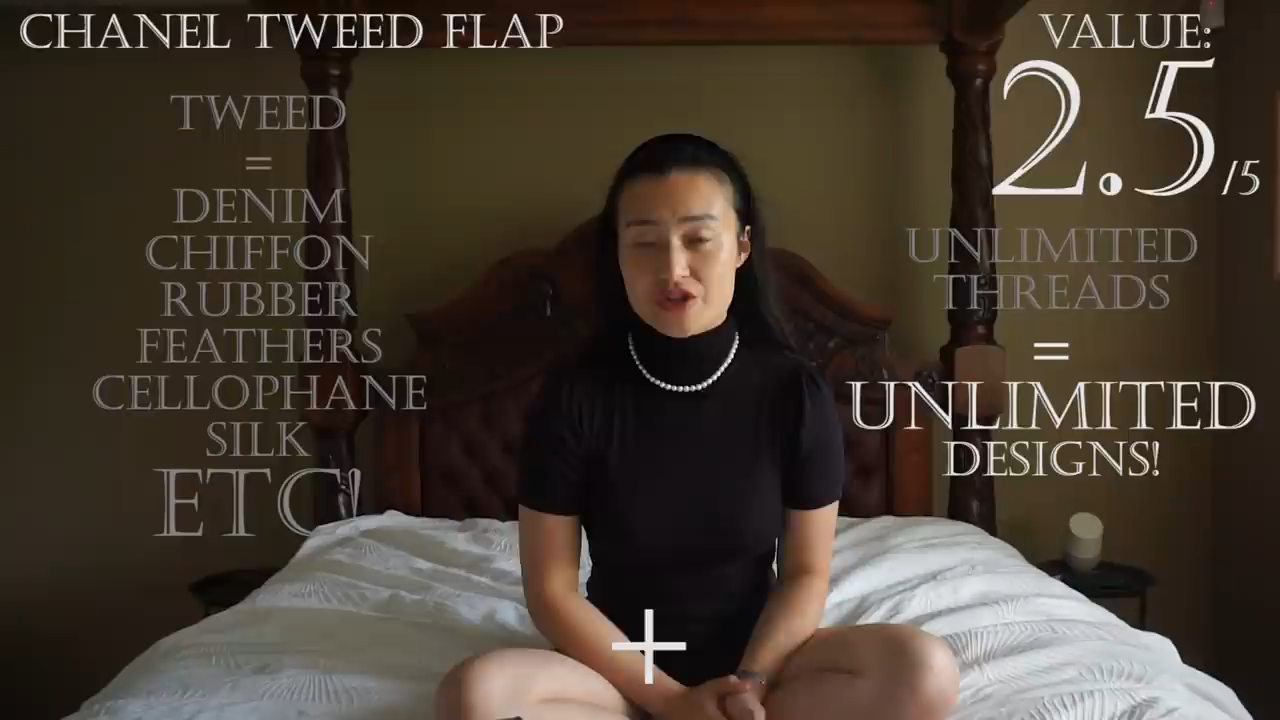 CHANEL TWEED FLAP
TWEED
=
DENIM
CHIFFON
RUBBER
FEATHERS
CELLOPHANE
SILK
ETC!
VALUE:
2.5/5
UNLIMITED
THREADS
=
UNLIMITED
DESIGNS!
+